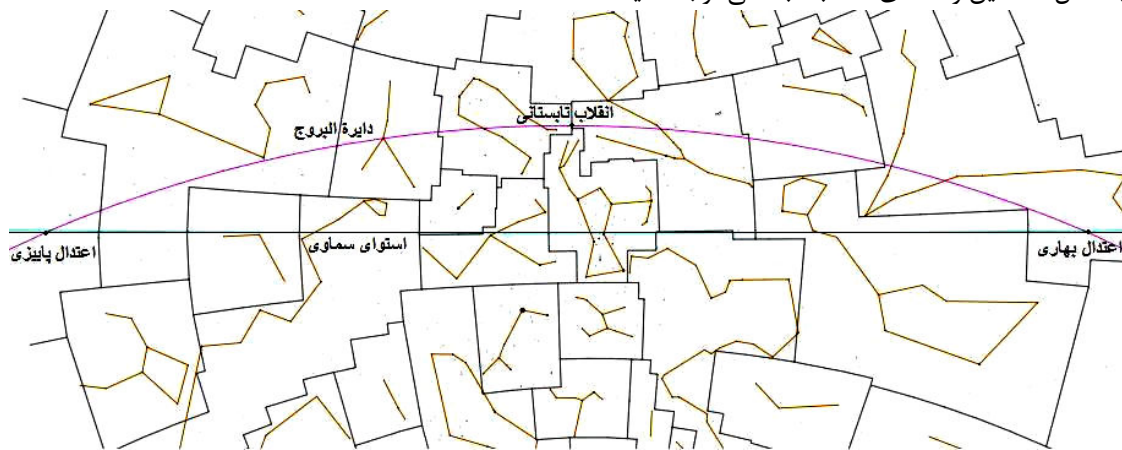 انقلاب تابستانی
دایرة البروج
اعتدال پاییزی
استوای سماوی
اعتدال بهاری